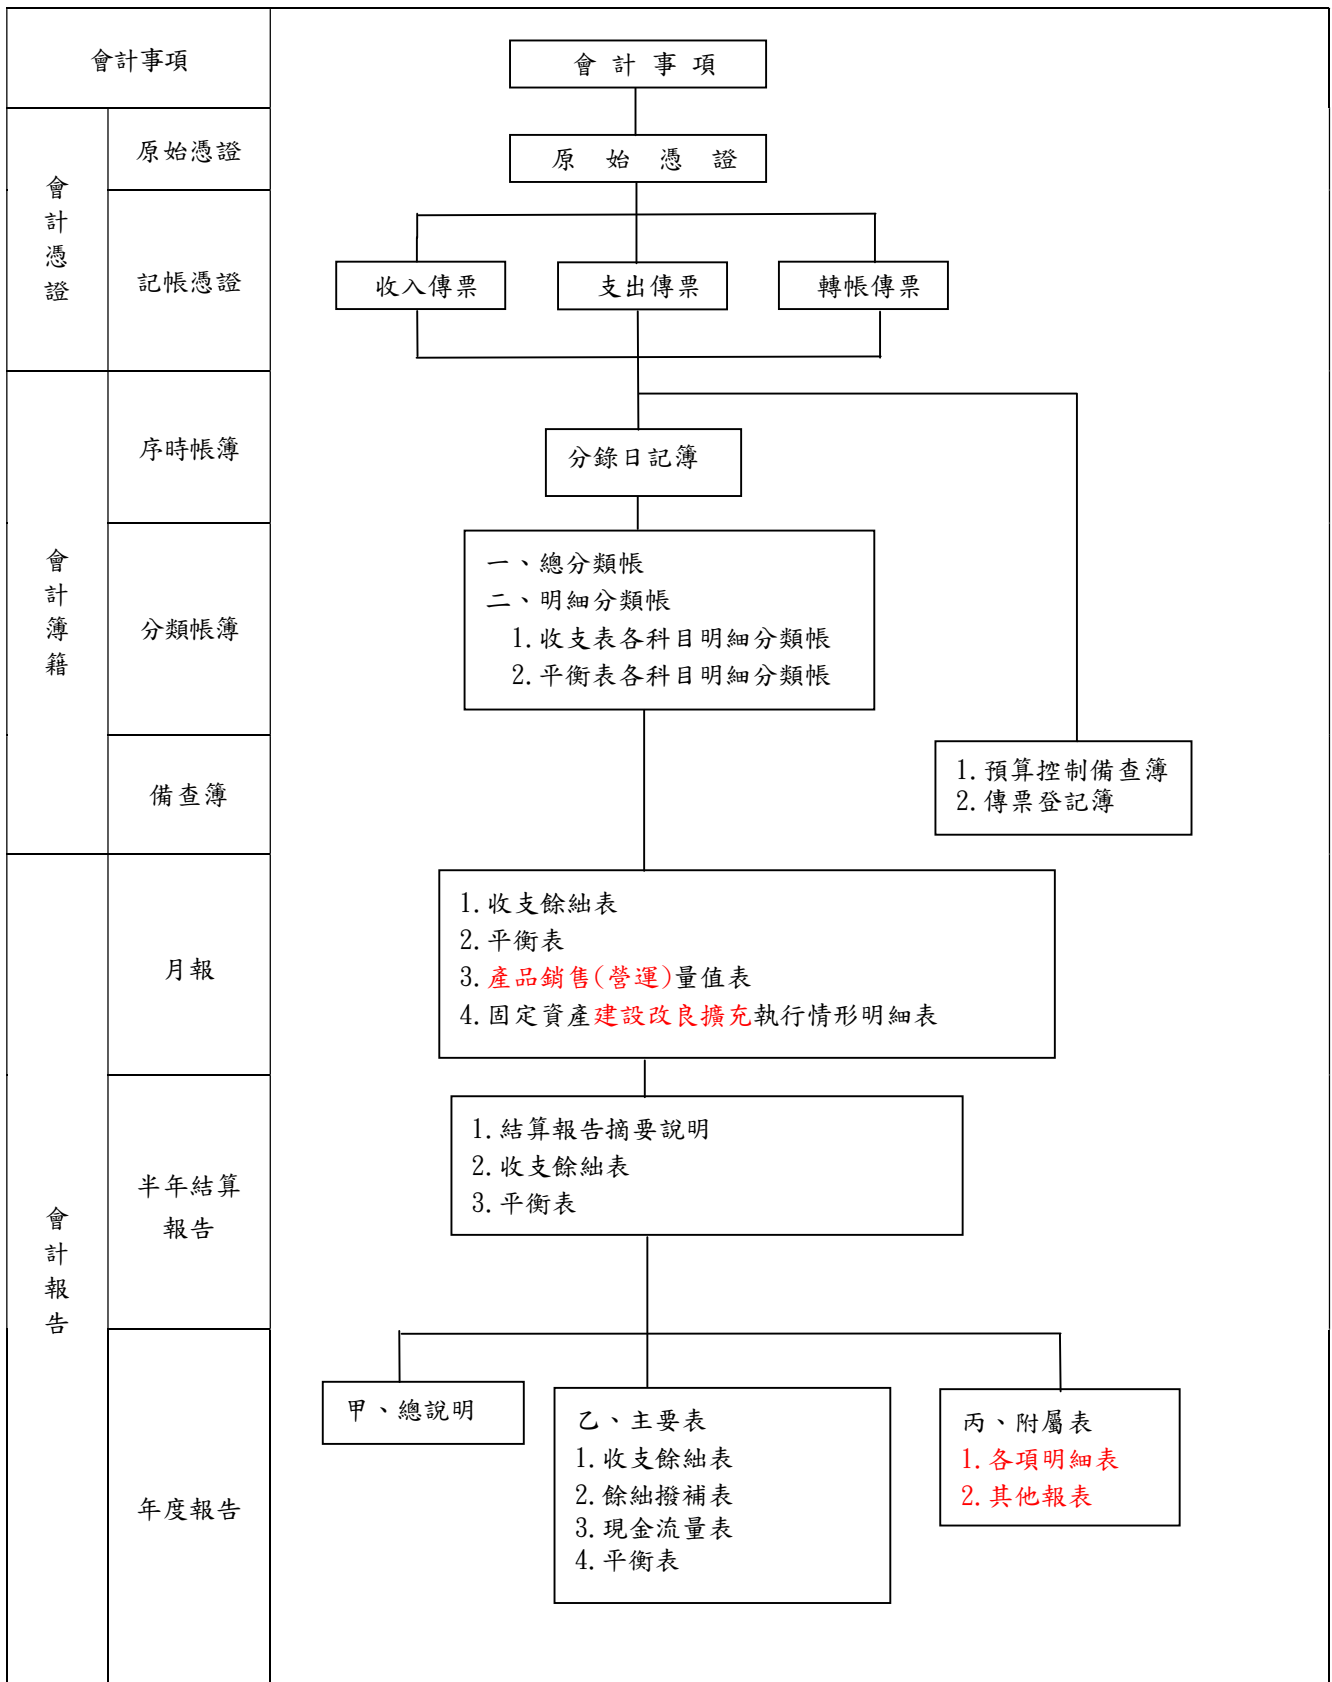 會計事項
會計事項
會計憑證
原始憑證
原始憑證
記帳憑證
收入傳票
支出傳票
轉帳傳票
會計簿籍
序時帳簿
分錄日記簿
分類帳簿
一、總分類帳
二、明細分類帳
1.收支表各科目明細分類帳
2.平衡表各科目明細分類帳
備查簿
1.預算控制備查簿
2.傳票登記簿
會計報告
月報
1.收支餘絀表
2.平衡表
3.產品銷售(營運)量值表
4.固定資產建設改良擴充執行情形明細表
半年結算
報告
1.結算報告摘要說明
2.收支餘絀表
3.平衡表
年度報告
甲、總說明
乙、主要表
1.收支餘絀表
2.餘絀撥補表
3.現金流量表
4.平衡表
丙、附屬表
1.各項明細表
2.其他報表